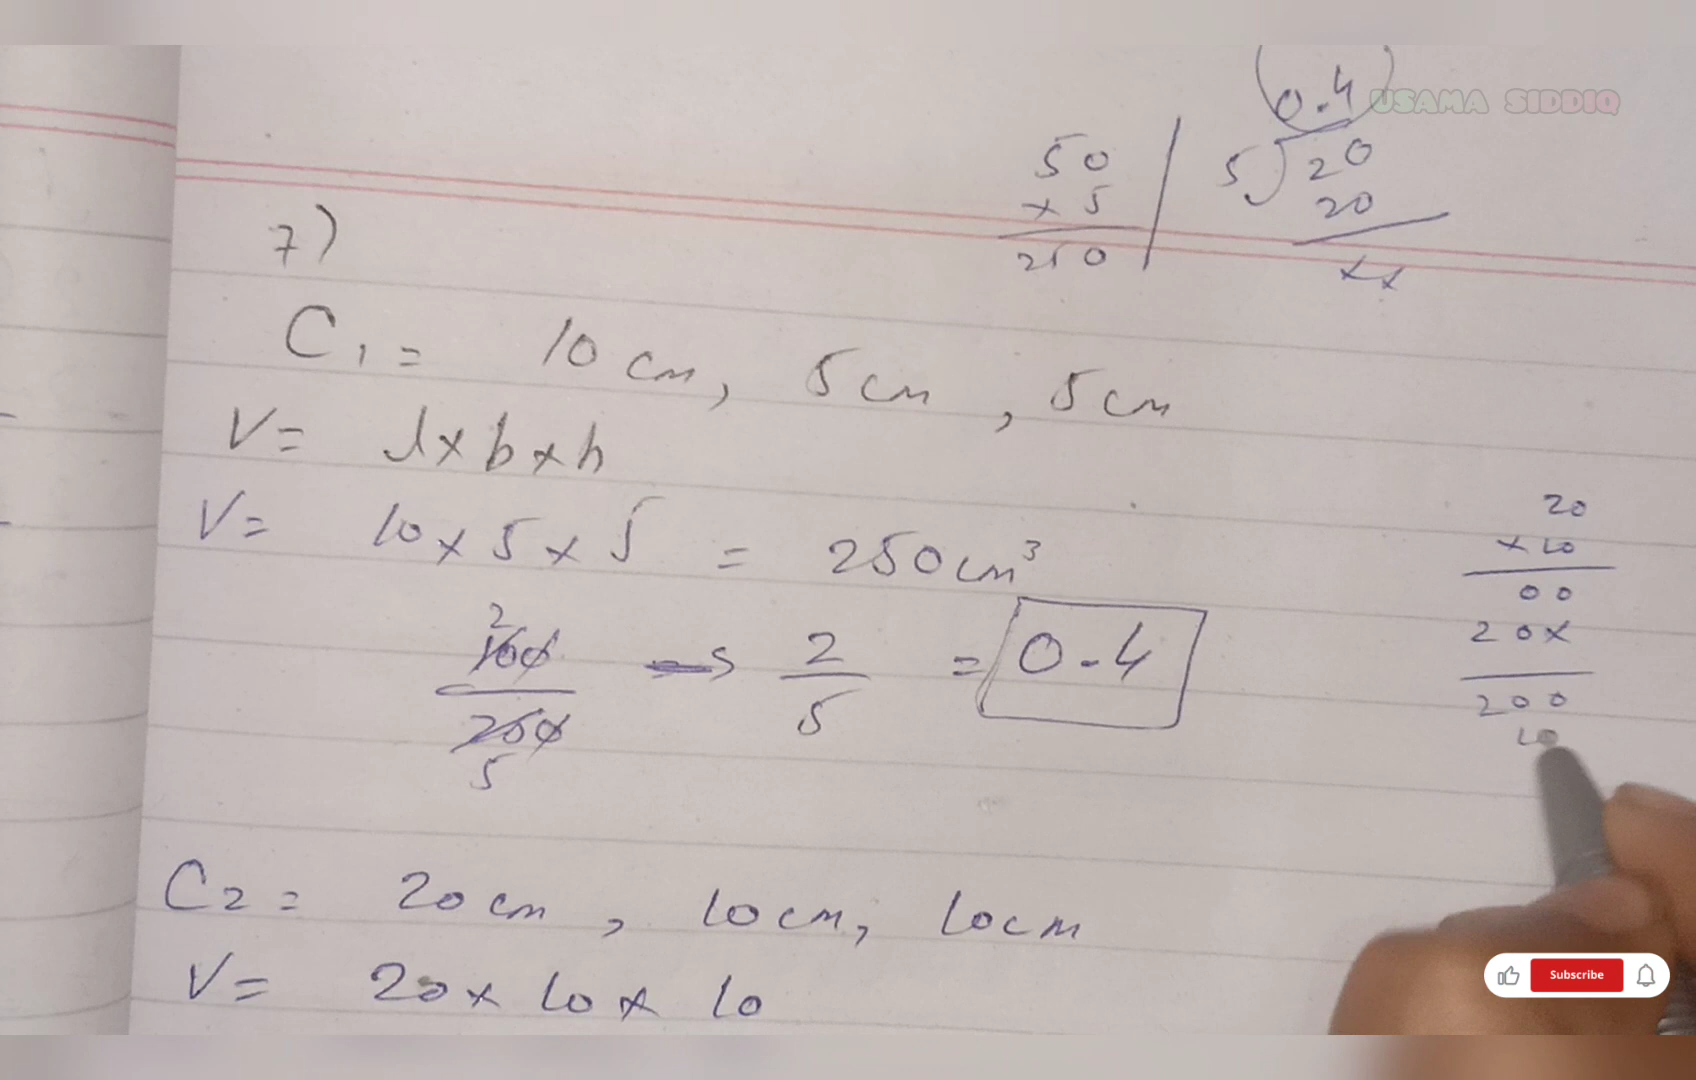 0.4
USAMA SIDDIQ
50
× 5
250
5 20
20
××
7)
C1 = 10 cm, 5 cm, 5 cm
V = l × b × h
V = 10 × 5 × 5 = 250 cm³
2
100
250
5
→ 2/5 = 0.4
20
× 10
00
20×
200
10
C2 = 20 cm, 10 cm, 10 cm
V = 20 × 10 × 10
Subscribe